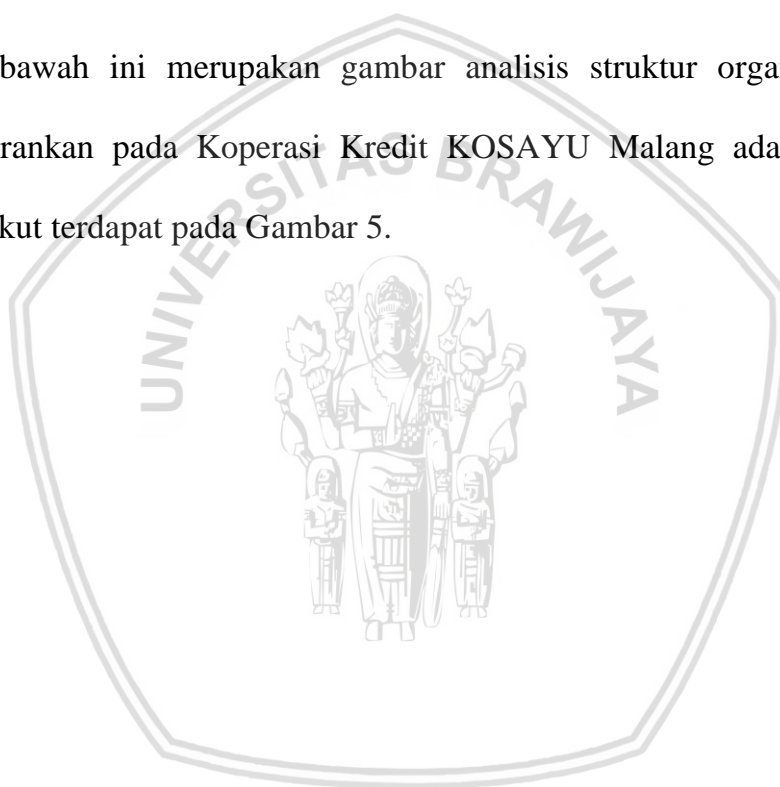 bawah ini merupakan gambar analisis struktur orga
rankan pada Koperasi Kredit KOSAYU Malang ada
kut terdapat pada Gambar 5.
UNIVERSITAS BRAWIJAYA